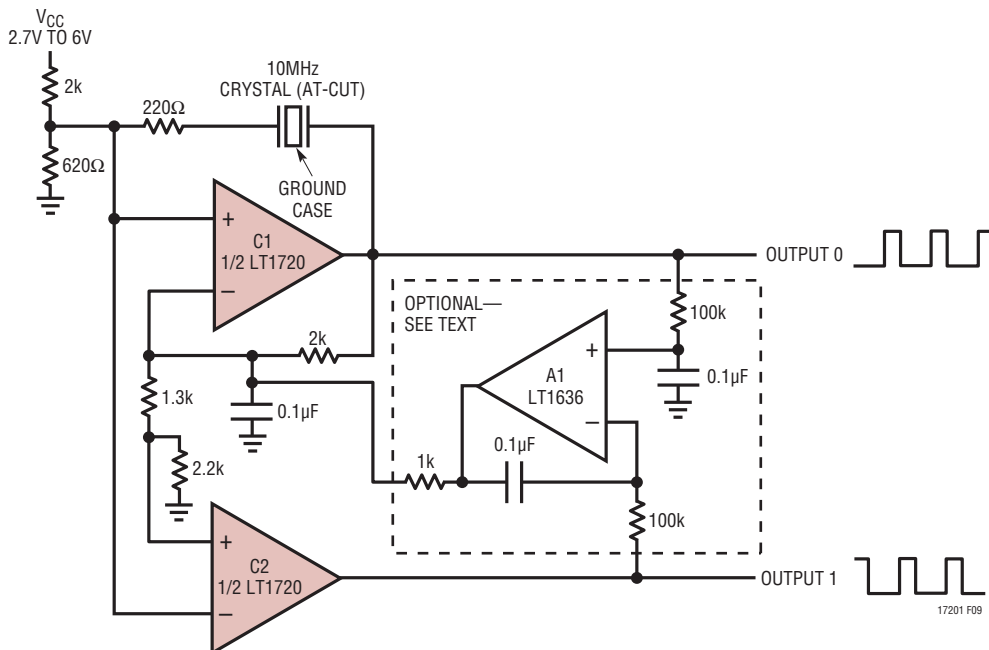 VCC
2.7V TO 6V
2k
620Ω
220Ω
10MHz
CRYSTAL (AT-CUT)
GROUND
CASE
+
C1
1/2 LT1720
−
OUTPUT 0
OPTIONAL—
SEE TEXT
100k
+
A1
LT1636
−
0.1µF
2k
1.3k
0.1µF
2.2k
1k
0.1µF
100k
+
C2
1/2 LT1720
−
OUTPUT 1
17201 F09